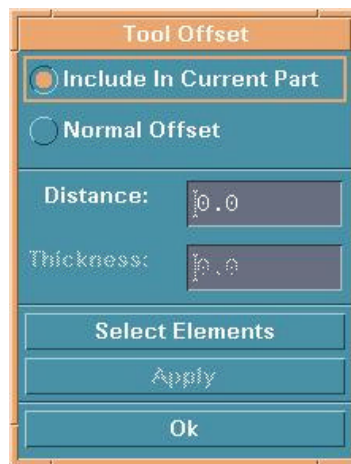 Tool Offset
Include In Current Part
Normal Offset
Distance: 0.0
Thickness: 0.0
Select Elements
Apply
Ok